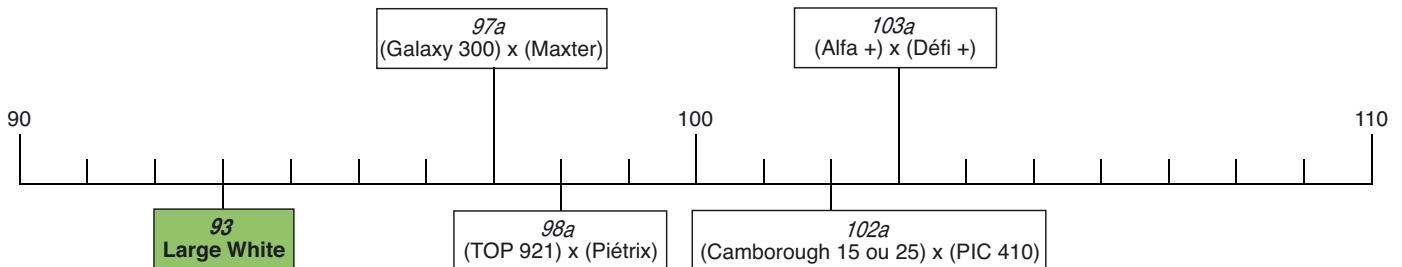 97a
(Galaxy 300) x (Maxter)
103a
(Alfa +) x (Défi +)
90
100
110
93
Large White
98a
(TOP 921) x (Piétrix)
102a
(Camborough 15 ou 25) x (PIC 410)